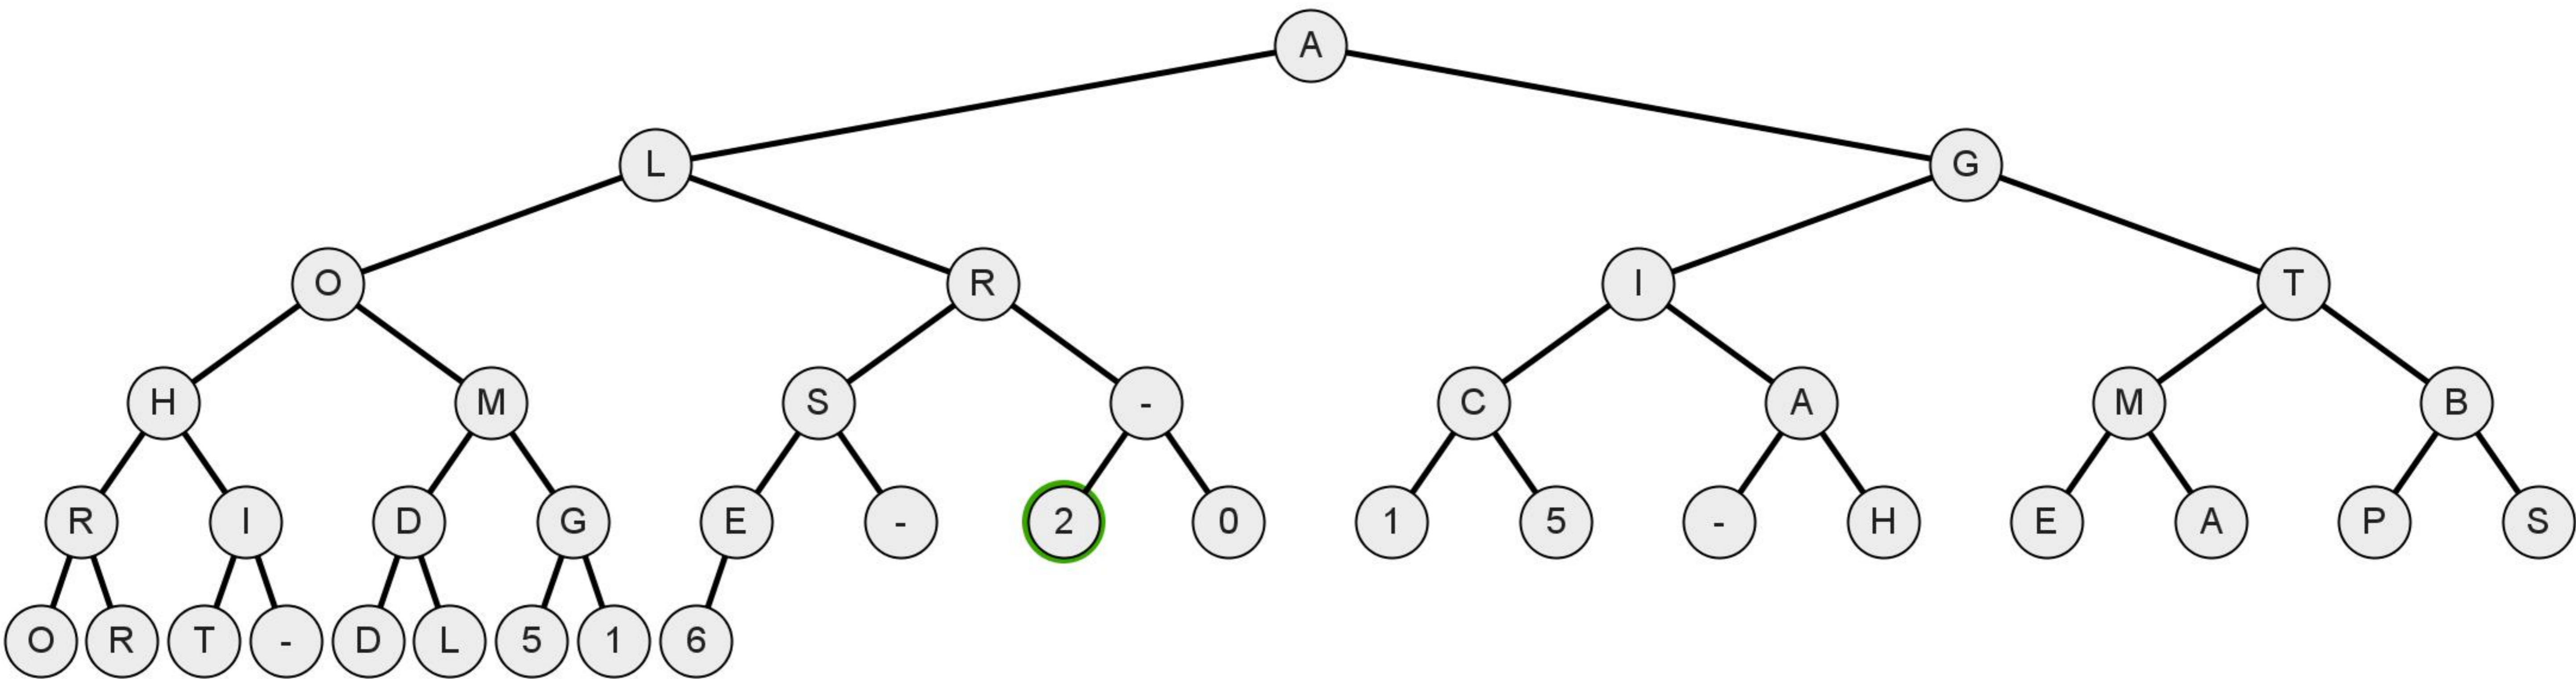 A
L G
O R I T
H M S - C A M B
R I D G E - 2 0 1 5 - H E A P S
O R T - D L 5 1 6